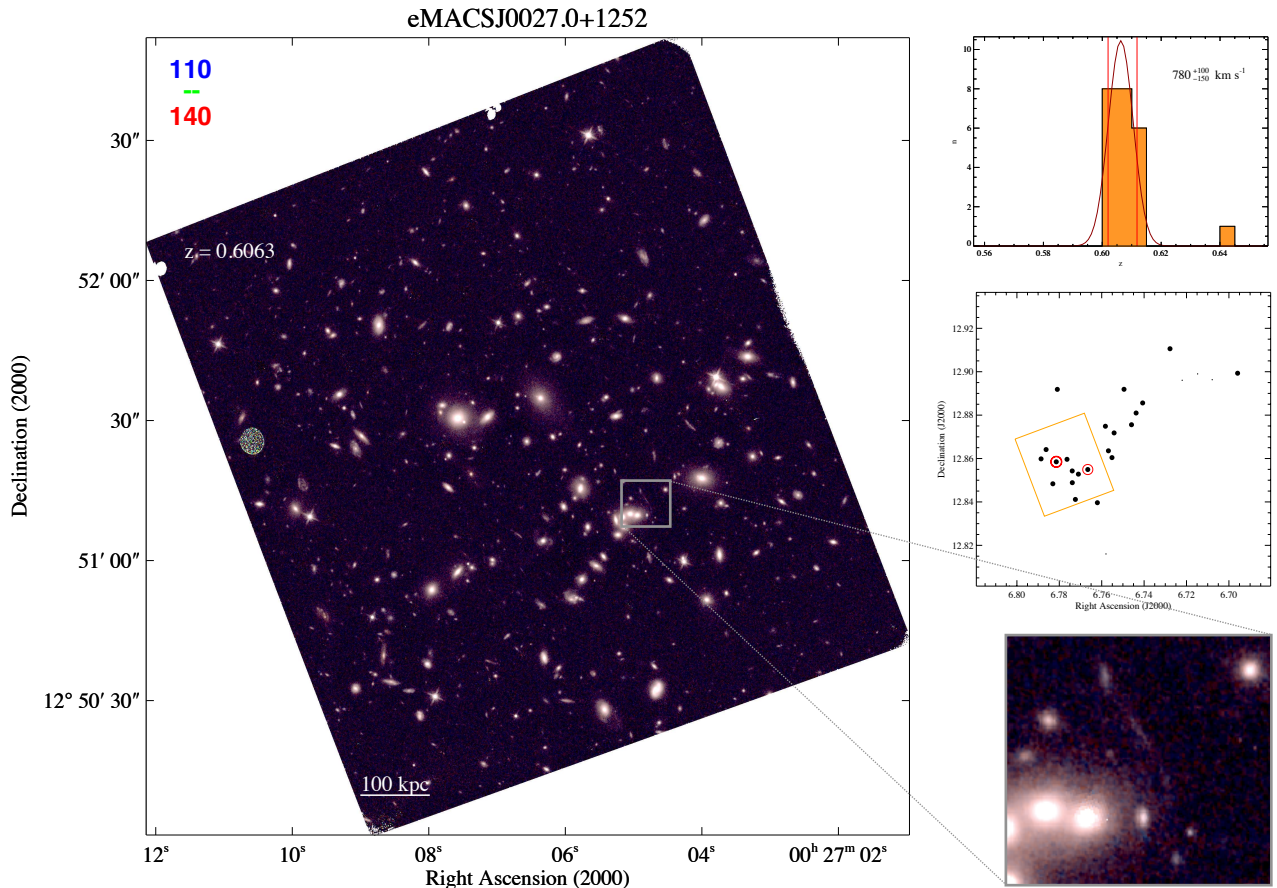 eMACSJ0027.0+1252
110
--
140
z = 0.6063
100 kpc
30″
52′ 00″
30″
51′ 00″
12° 50′ 30″
Declination (2000)
12ˢ 10ˢ 08ˢ 06ˢ 04ˢ 00ʰ 27ᵐ 02ˢ
Right Ascension (2000)
780 +100 −150 km s⁻¹
10
8
6
4
2
0
n
0.56 0.58 0.60 0.62 0.64
z
12.92
12.90
12.88
12.86
12.84
12.82
Declination (J2000)
6.80 6.78 6.76 6.74 6.72 6.70
Right Ascension (J2000)